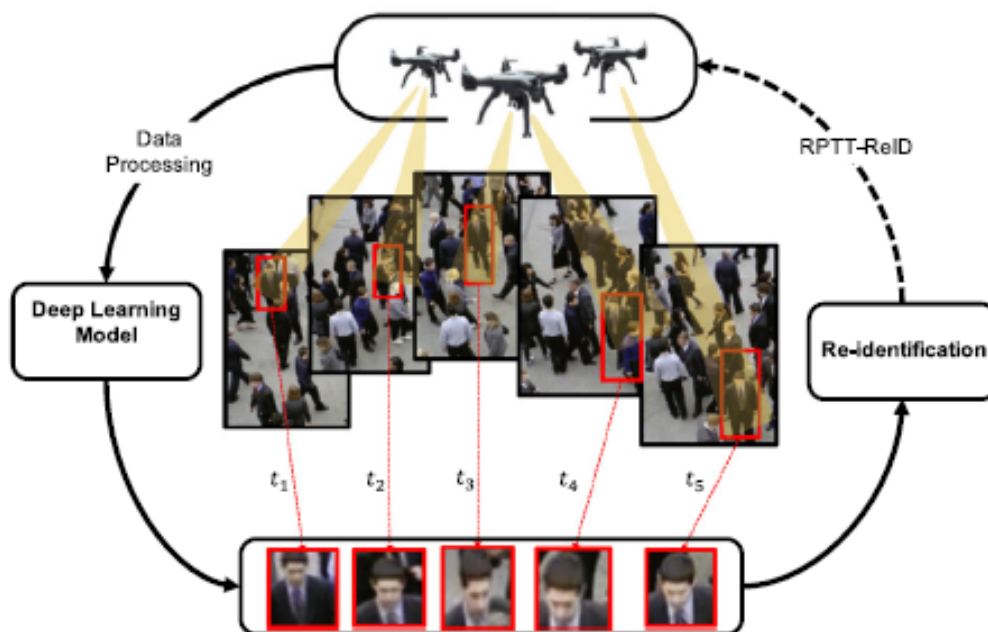 Data
Processing
RPTT-ReID
Deep Learning
Model
Re-identification
t₁
t₂
t₃
t₄
t₅